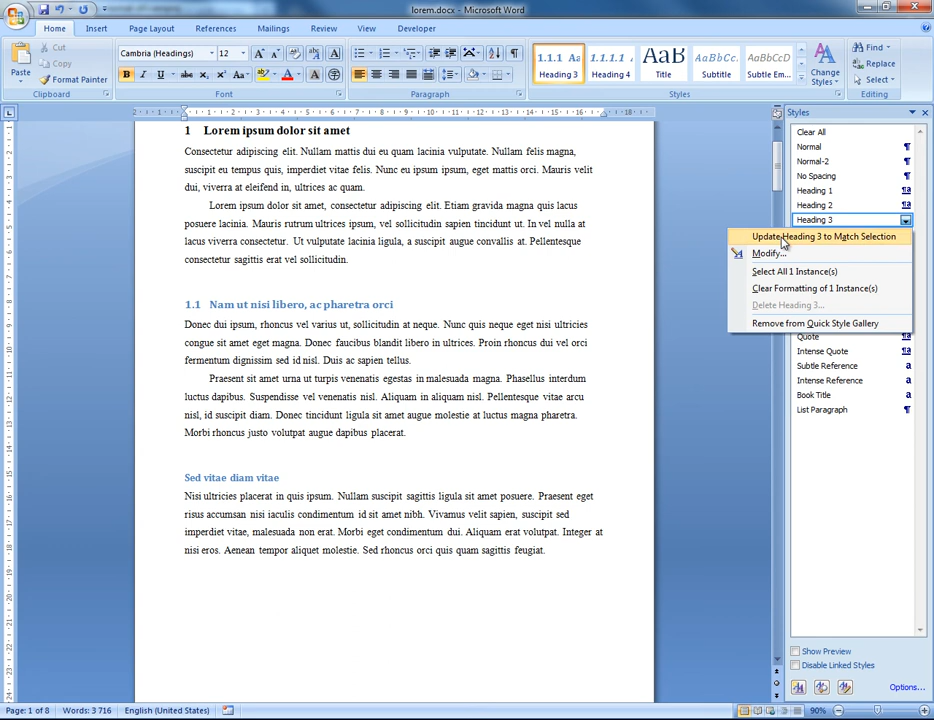 lorem.docx - Microsoft Word
Home Insert Page Layout References Mailings Review View Developer
Paste
Cut
Copy
Format Painter
Clipboard
Cambria (Headings) 12
Font
Paragraph
1.1.1 Aa 1.1.1.1 AaB AaBbCc. AaBbCcD
Heading 3 Heading 4 Title Subtitle Subtle Em...
Change
Styles
Styles
Find
Replace
Select
Editing
1 Lorem ipsum dolor sit amet
Consectetur adipiscing elit. Nullam mattis dui eu quam lacinia vulputate. Nullam felis magna,
suscipit eu tempus quis, imperdiet vitae felis. Nunc eu ipsum ipsum, eget mattis orci. Mauris velit
dui, viverra at eleifend in, ultrices ac quam.
Lorem ipsum dolor sit amet, consectetur adipiscing elit. Etiam gravida magna quis lacus
posuere lacinia. Mauris rutrum ultrices ipsum, vel sollicitudin sapien tincidunt ut. In vel nulla at
lacus viverra consectetur. Ut vulputate lacinia ligula, a suscipit augue convallis at. Pellentesque
consectetur sagittis erat vel sollicitudin.
1.1 Nam ut nisi libero, ac pharetra orci
Donec dui ipsum, rhoncus vel varius ut, sollicitudin at neque. Nunc quis neque eget nisi ultricies
congue sit amet eget magna. Donec faucibus blandit libero in ultrices. Proin rhoncus dui vel orci
fermentum dignissim sed id nisl. Duis ac sapien tellus.
Praesent sit amet urna ut turpis venenatis egestas in malesuada magna. Phasellus interdum
luctus dapibus. Suspendisse vel venenatis nisl. Aliquam in aliquam nisl. Pellentesque vitae arcu
nisl, id suscipit diam. Donec tincidunt ligula sit amet augue molestie at luctus magna pharetra.
Morbi rhoncus justo volutpat augue dapibus placerat.
Sed vitae diam vitae
Nisi ultricies placerat in quis ipsum. Nullam suscipit sagittis ligula sit amet posuere. Praesent eget
risus accumsan nisi iaculis condimentum id sit amet nibh. Vivamus velit sapien, suscipit sed
imperdiet vitae, malesuada non erat. Morbi eget condimentum dui. Aliquam erat volutpat. Integer at
nisi eros. Aenean tempor aliquet molestie. Sed rhoncus orci quis quam sagittis feugiat.
Styles
Clear All
Normal
Normal-2
No Spacing
Heading 1
Heading 2
Heading 3
Update Heading 3 to Match Selection
Modify...
Select All 1 Instance(s)
Clear Formatting of 1 Instance(s)
Delete Heading 3...
Remove from Quick Style Gallery
Quote
Intense Quote
Subtle Reference
Intense Reference
Book Title
List Paragraph
Show Preview
Disable Linked Styles
Options...
Page: 1 of 8 Words: 3 716 English (United States) 90%